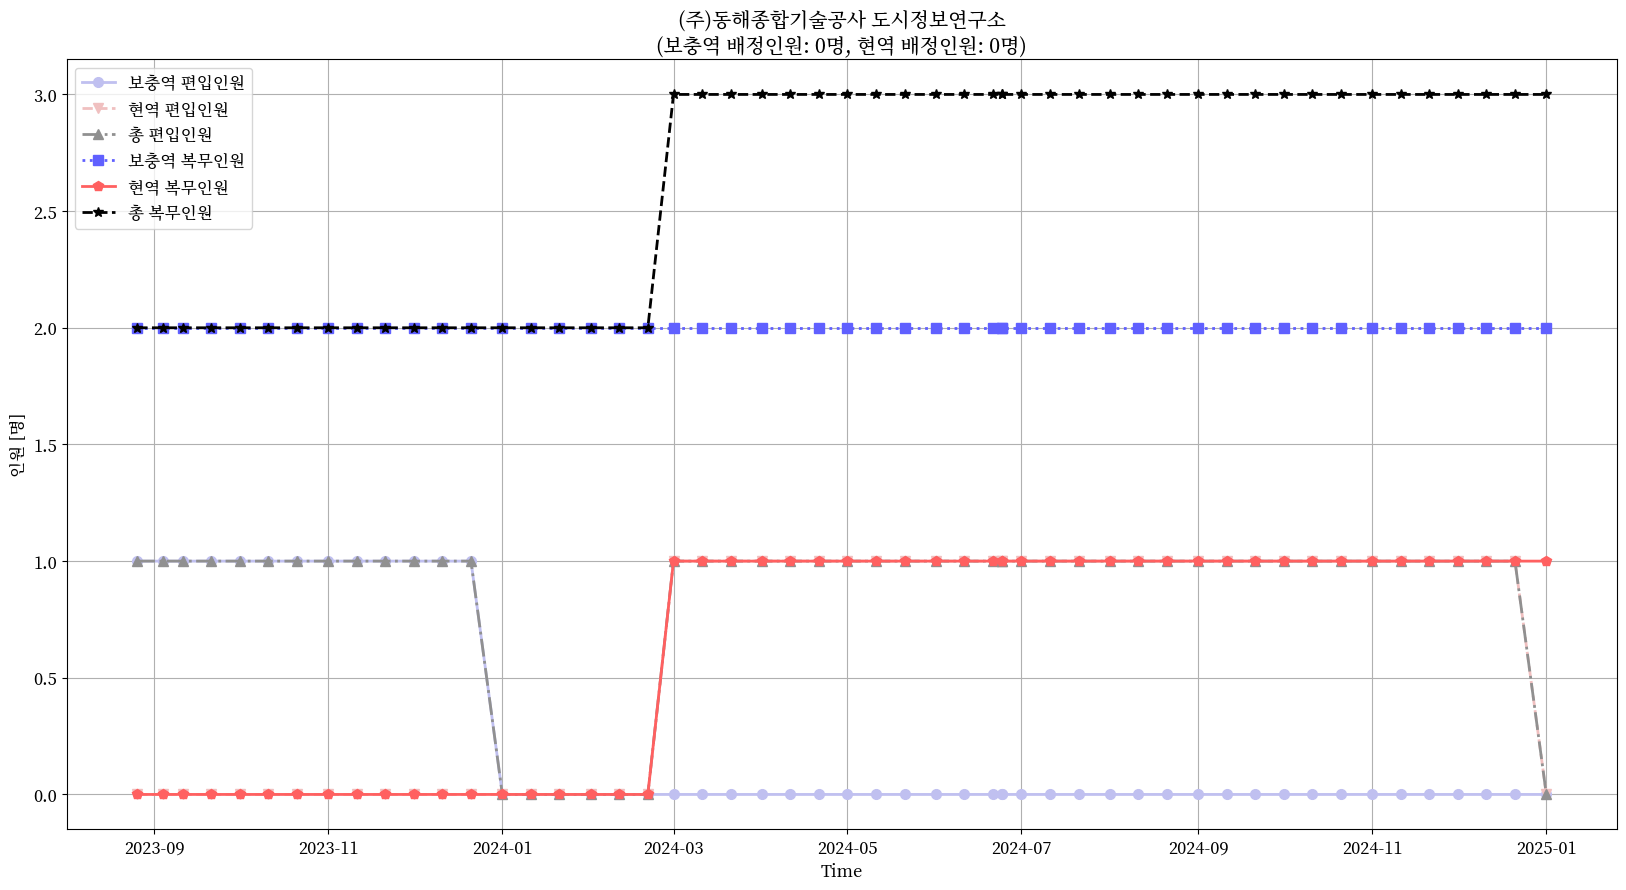 (주)동해종합기술공사 도시정보연구소
(보충역 배정인원: 0명, 현역 배정인원: 0명)
보충역 편입인원
현역 편입인원
총 편입인원
보충역 복무인원
현역 복무인원
총 복무인원
인원 [명]
3.0
2.5
2.0
1.5
1.0
0.5
0.0
2023-09 2023-11 2024-01 2024-03 2024-05 2024-07 2024-09 2024-11 2025-01
Time